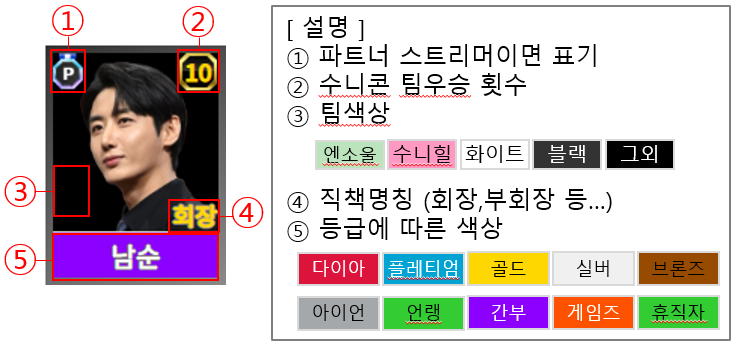 ①
②
P
10
③
회장
④
⑤
남순
[ 설명 ]
① 파트너 스트리머이면 표기
② 수니콘 팀우승 횟수
③ 팀색상
엔소울 수니힐 화이트 블랙 그외
④ 직책명칭 (회장,부회장 등...)
⑤ 등급에 따른 색상
다이아 플레티엄 골드 실버 브론즈
아이언 언랭 간부 게임즈 휴직자